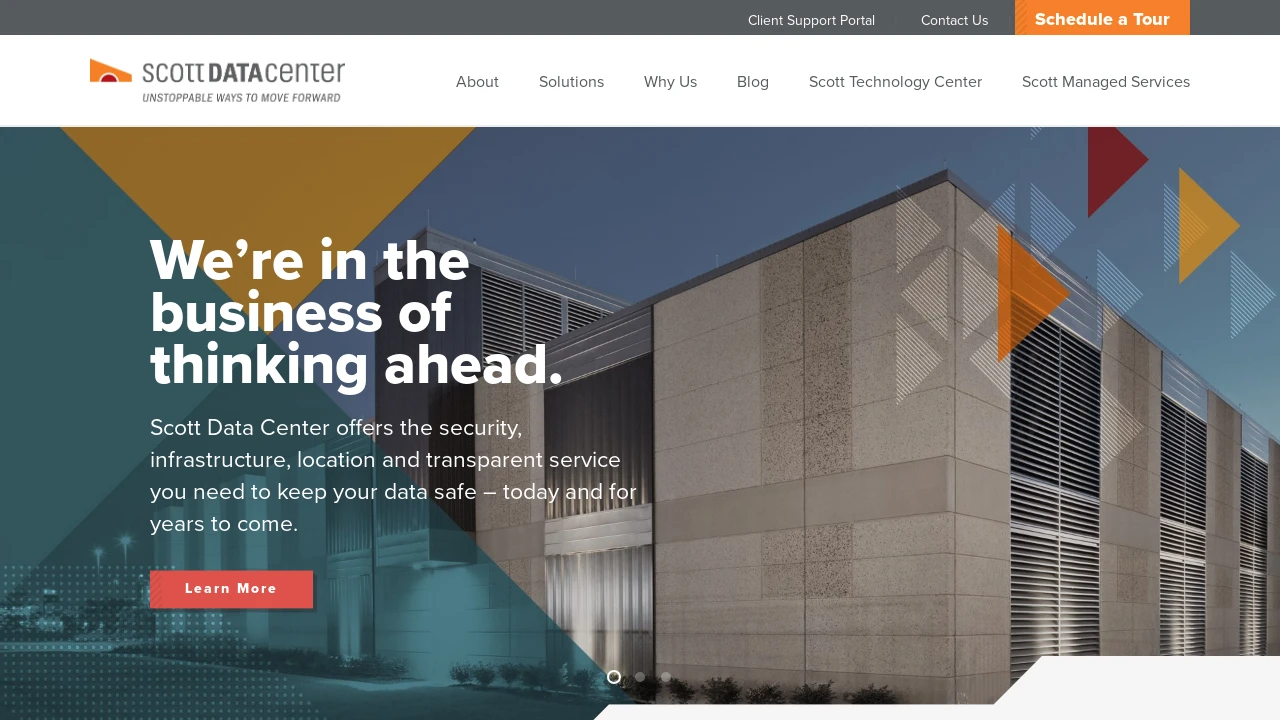 Client Support Portal
Contact Us
Schedule a Tour
SCOTT DATA center
UNSTOPPABLE WAYS TO MOVE FORWARD
About
Solutions
Why Us
Blog
Scott Technology Center
Scott Managed Services
We’re in the
business of
thinking ahead.
Scott Data Center offers the security,
infrastructure, location and transparent service
you need to keep your data safe – today and for
years to come.
Learn More